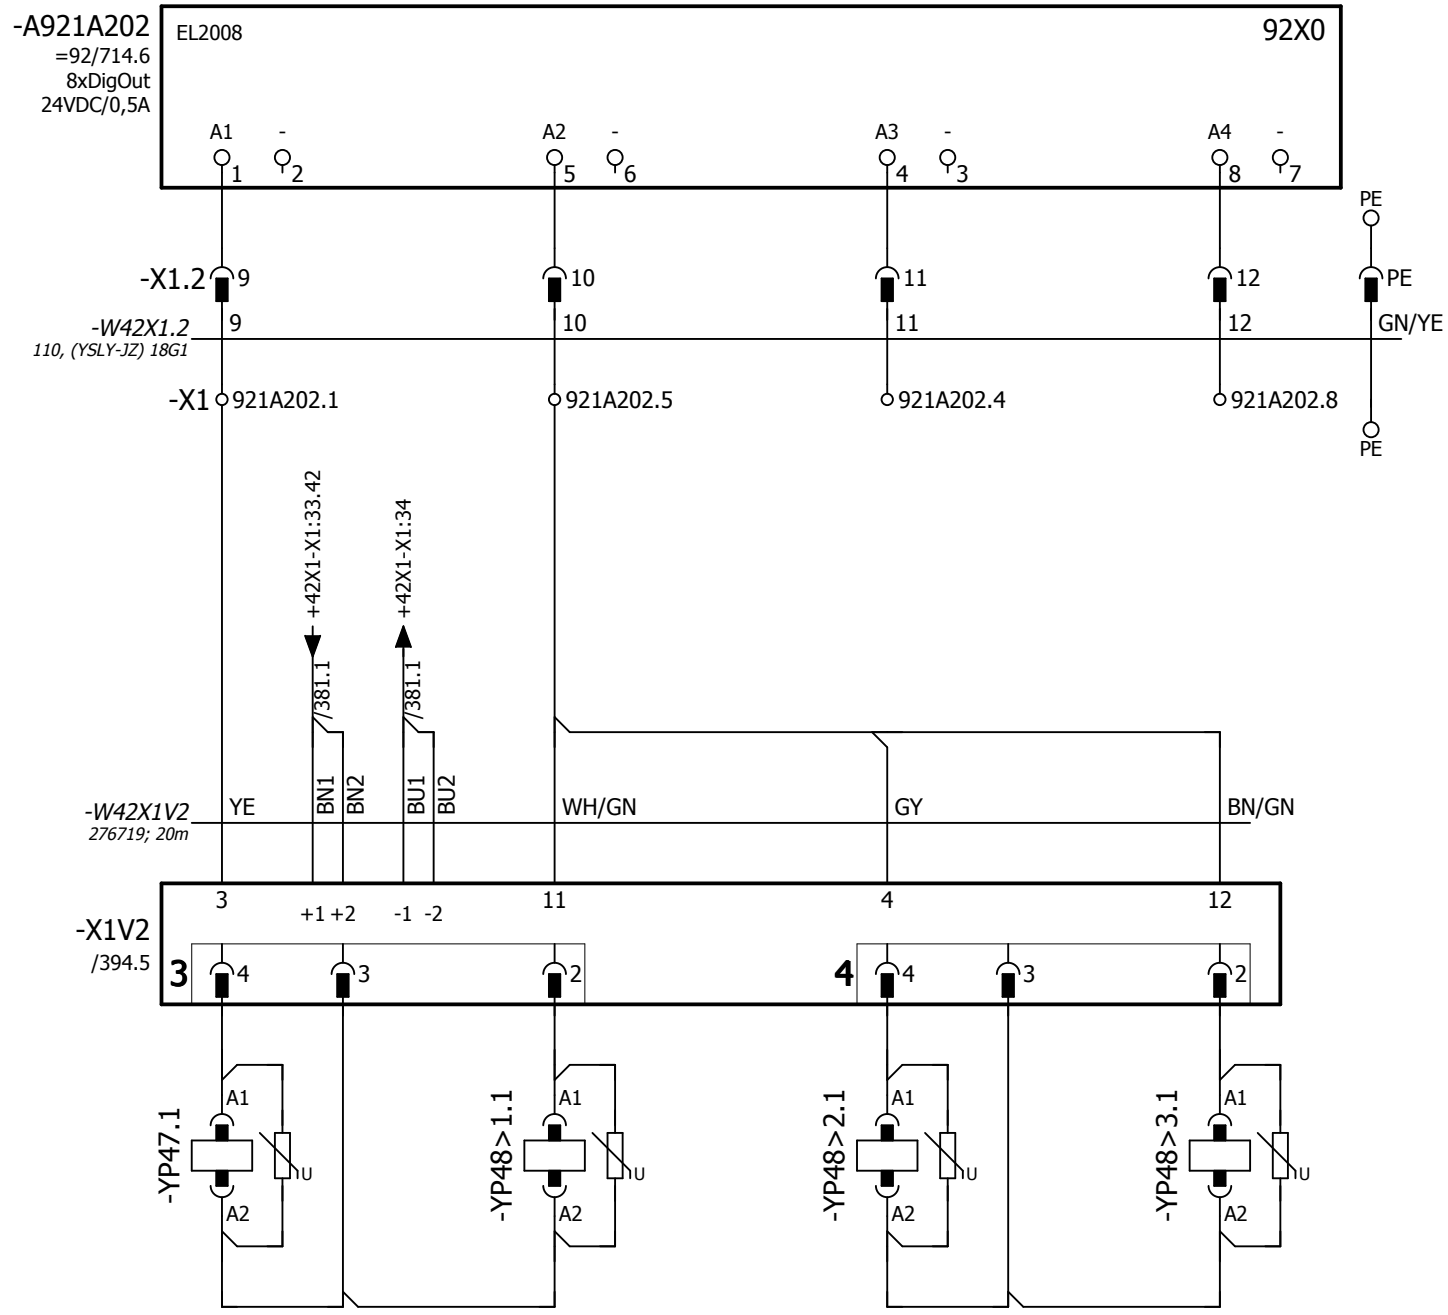 -A921A202
=92/714.6
8xDigOut
24VDC/0,5A
EL2008
92X0
A1 - A2 - A3 - A4 -
1 2 5 6 4 3 8 7
PE
-X1.2 9 10 11 12 PE
-W42X1.2 9 10 11 12 GN/YE
110, (YSLY-JZ) 18G1
-X1 921A202.1 921A202.5 921A202.4 921A202.8
PE
+42X1-X1:33.42
+42X1-X1:34
/381.1
/381.1
-W42X1V2 YE BN1 BN2 BU1 BU2 WH/GN GY BN/GN
276719; 20m
3 +1 +2 -1 -2 11 4 12
-X1V2
/394.5
3 4 3 2 4 4 3 2
-YP47.1
A1
U
A2
-YP48>1.1
A1
U
A2
-YP48>2.1
A1
U
A2
-YP48>3.1
A1
U
A2